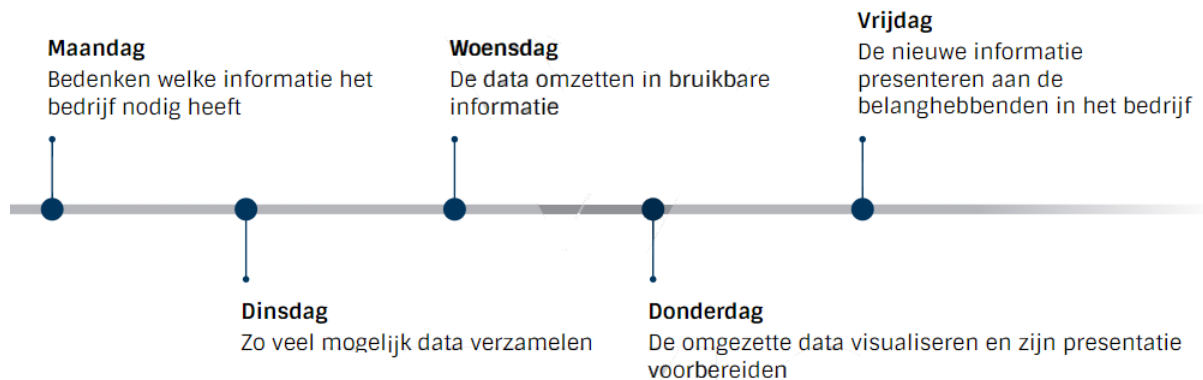 Maandag
Bedenken welke informatie het
bedrijf nodig heeft
Dinsdag
Zo veel mogelijk data verzamelen
Woensdag
De data omzetten in bruikbare
informatie
Donderdag
De omgezette data visualiseren en zijn presentatie
voorbereiden
Vrijdag
De nieuwe informatie
presenteren aan de
belanghebbenden in het bedrijf